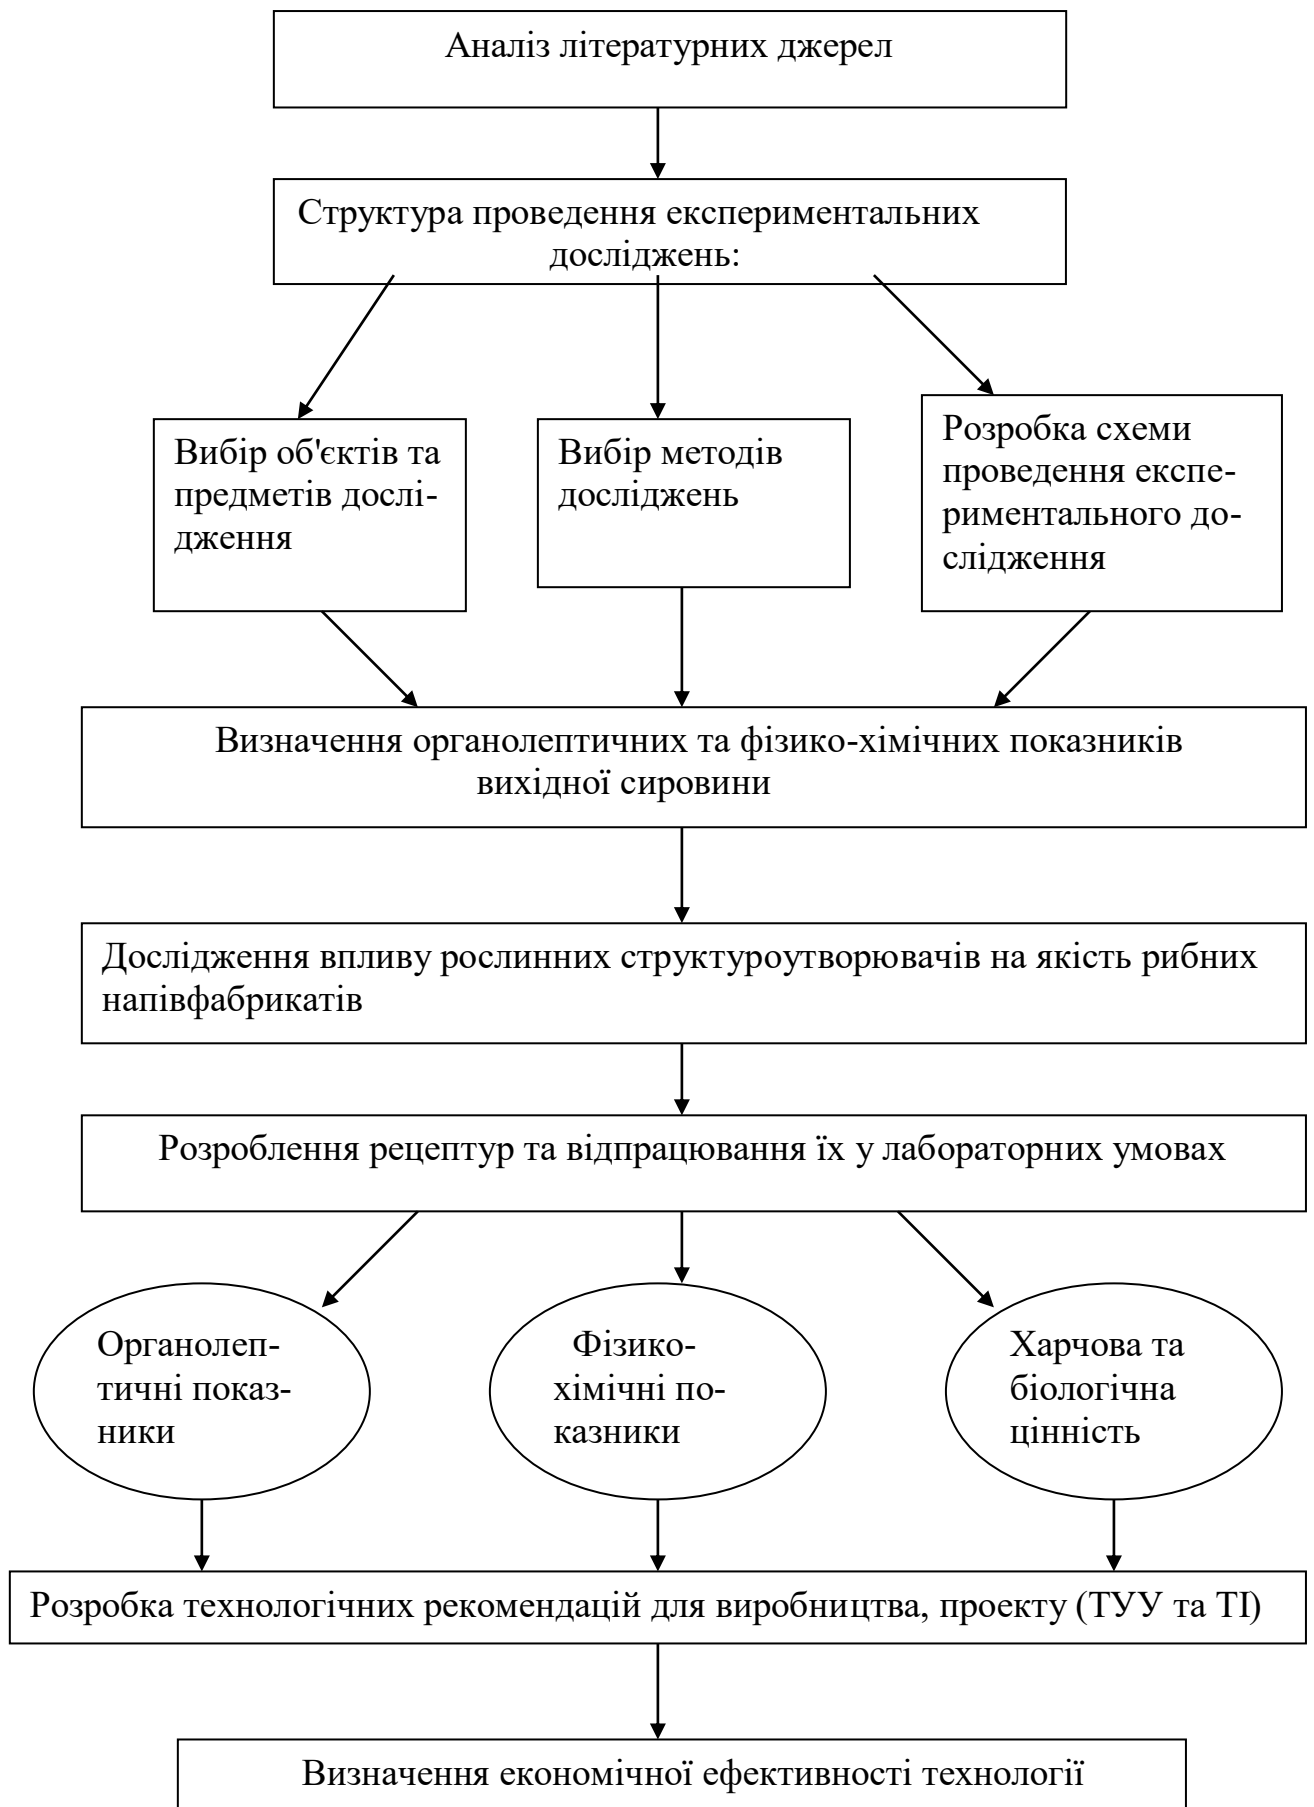 Аналіз літературних джерел
Структура проведення експериментальних
досліджень:
Вибір об'єктів та
предметів дослі-
дження
Вибір методів
досліджень
Розробка схеми
проведення експе-
риментального до-
слідження
Визначення органолептичних та фізико-хімічних показників
вихідної сировини
Дослідження впливу рослинних структуроутворювачів на якість рибних
напівфабрикатів
Розроблення рецептур та відпрацювання їх у лабораторних умовах
Органолеп-
тичні показ-
ники
Фізико-
хімічні по-
казники
Харчова та
біологічна
цінність
Розробка технологічних рекомендацій для виробництва, проекту (ТУУ та ТІ)
Визначення економічної ефективності технології